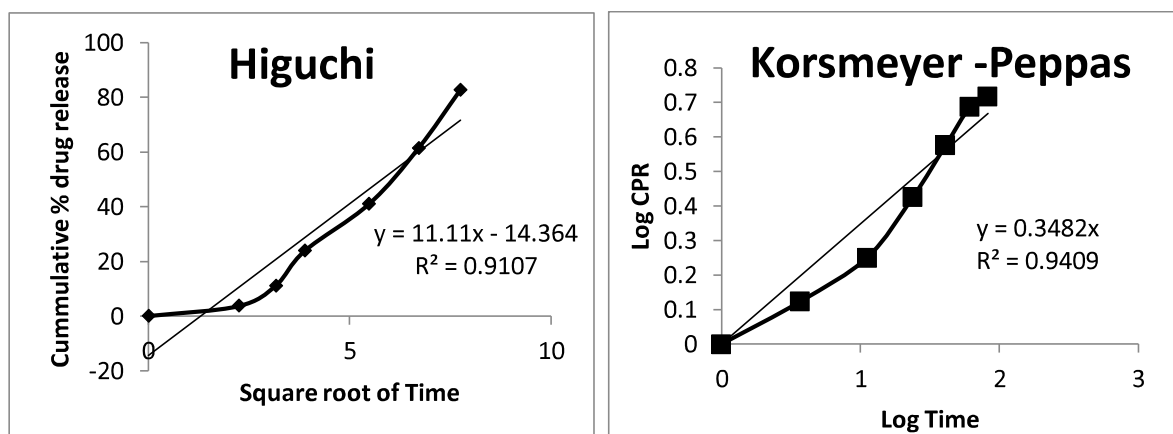 Higuchi
Cummulative % drug release
100
80
60
40
20
0
-20
0
5
10
y = 11.11x - 14.364
R² = 0.9107
Square root of Time
Korsmeyer -Peppas
Log CPR
0.8
0.7
0.6
0.5
0.4
0.3
0.2
0.1
0
0
1
2
3
y = 0.3482x
R² = 0.9409
Log Time